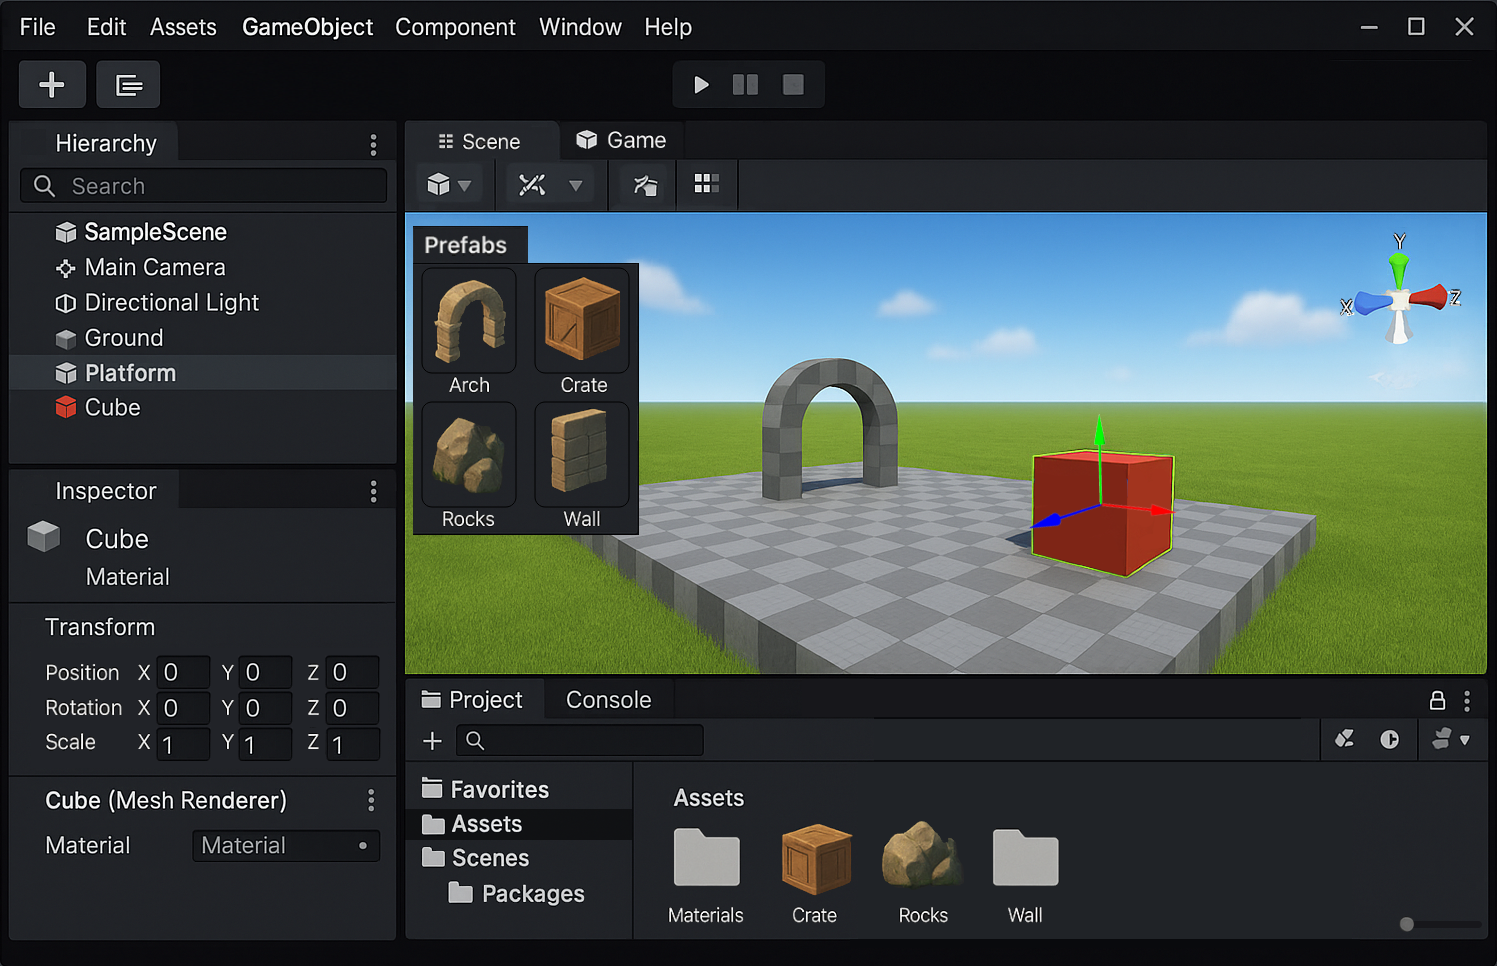 File Edit Assets GameObject Component Window Help
Hierarchy
Search
SampleScene
Main Camera
Directional Light
Ground
Platform
Cube
Inspector
Cube
Material
Transform
Position X 0 Y 0 Z 0
Rotation X 0 Y 0 Z 0
Scale X 1 Y 1 Z 1
Cube (Mesh Renderer)
Material Material
Scene Game
Prefabs
Arch Crate
Rocks Wall
Y
X Z
Project Console
Favorites
Assets
Scenes
Packages
Assets
Materials Crate Rocks Wall